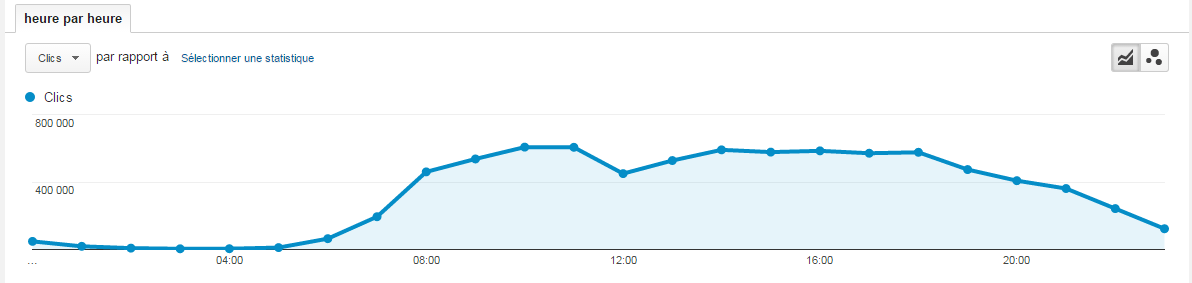 heure par heure
Clics par rapport à Sélectionner une statistique
Clics
800 000
400 000
... 04:00 08:00 12:00 16:00 20:00